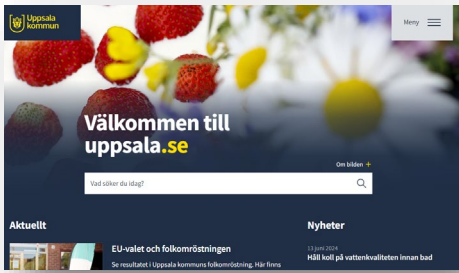 Uppsala
kommun
Meny
Välkommen till
uppsala.se
Om bilden +
Vad söker du idag?
Aktuellt
Nyheter
EU-valet och folkomröstningen
Se resultatet i Uppsala kommuns folkomröstning. Här finns
13 juni 2024
Håll koll på vattenkvaliteten innan bad